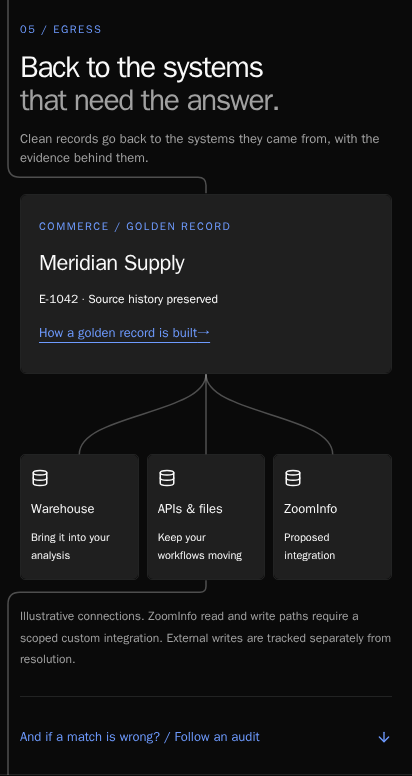 05 / EGRESS
Back to the systems
that need the answer.
Clean records go back to the systems they came from, with the
evidence behind them.
COMMERCE / GOLDEN RECORD
Meridian Supply
E-1042 · Source history preserved
How a golden record is built→
Warehouse
Bring it into your
analysis
APIs & files
Keep your
workflows moving
ZoomInfo
Proposed
integration
Illustrative connections. ZoomInfo read and write paths require a
scoped custom integration. External writes are tracked separately from
resolution.
And if a match is wrong? / Follow an audit ↓